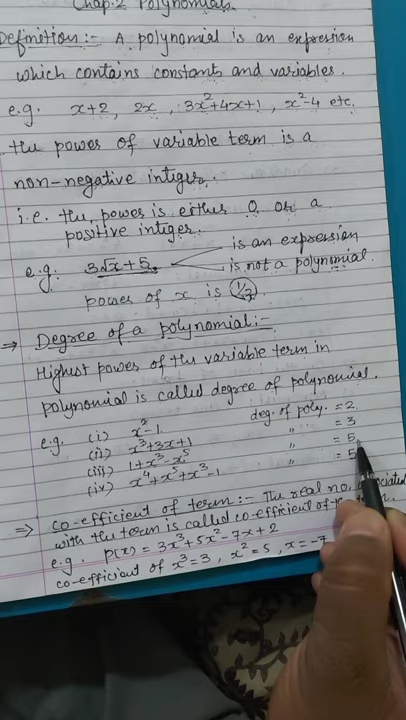 Chap:2 Polynomials.
Definition:- A polynomial is an expression
which contains constants and variables.
e.g. x+2, 2x, 3x²+4x+1, x²-4 etc.
the power of variable term is a
non-negative intiger.
i.e. the power is either 0 or a
positive intiger.
e.g. 3√x+5. is an expression
is not a polynomial.
power of x is 1/2
⇒ Degree of a polynomial:-
Highest power of the variable term in
polynomial is called degree of polynomial.
e.g. (i) x²-1 deg. of poly. = 2.
(ii) x³+3x+1 " = 3
(iii) 1+x³-x⁵ " = 5
(iv) x⁴+x⁵+x³-1 " = 5
⇒ co-efficient of term:- The real no. associated
with the term is called co-efficient of term.
e.g. p(x) = 3x³+5x²-7x+2
co-efficient of x³=3, x²=5, x=-7